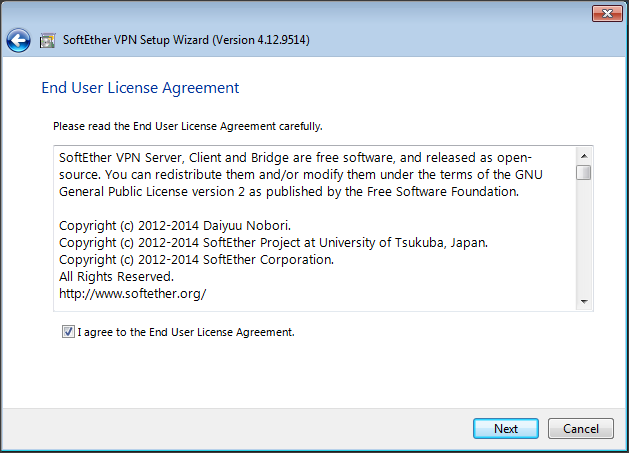 SoftEther VPN Setup Wizard (Version 4.12.9514)
End User License Agreement
Please read the End User License Agreement carefully.
SoftEther VPN Server, Client and Bridge are free software, and released as open-
source. You can redistribute them and/or modify them under the terms of the GNU
General Public License version 2 as published by the Free Software Foundation.
Copyright (c) 2012-2014 Daiyuu Nobori.
Copyright (c) 2012-2014 SoftEther Project at University of Tsukuba, Japan.
Copyright (c) 2012-2014 SoftEther Corporation.
All Rights Reserved.
http://www.softether.org/
I agree to the End User License Agreement.
Next Cancel